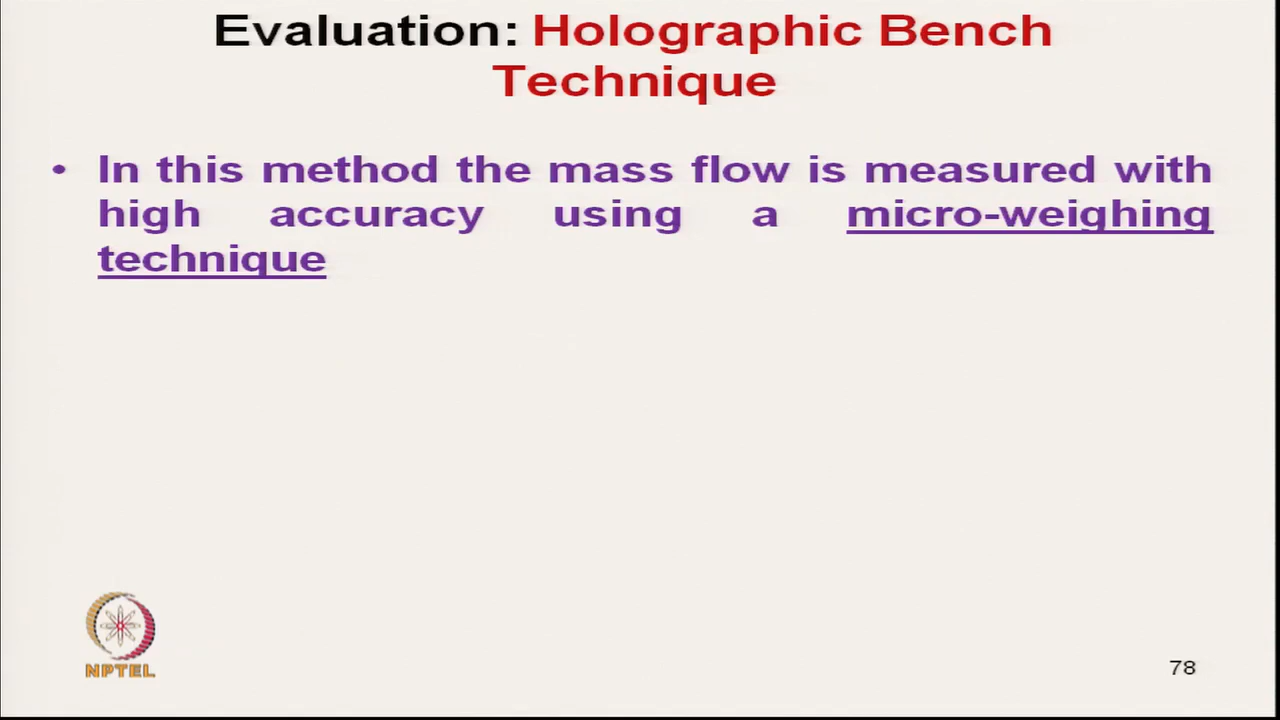 Evaluation: Holographic Bench
Technique
• In this method the mass flow is measured with
high accuracy using a micro-weighing
technique
NPTEL
78